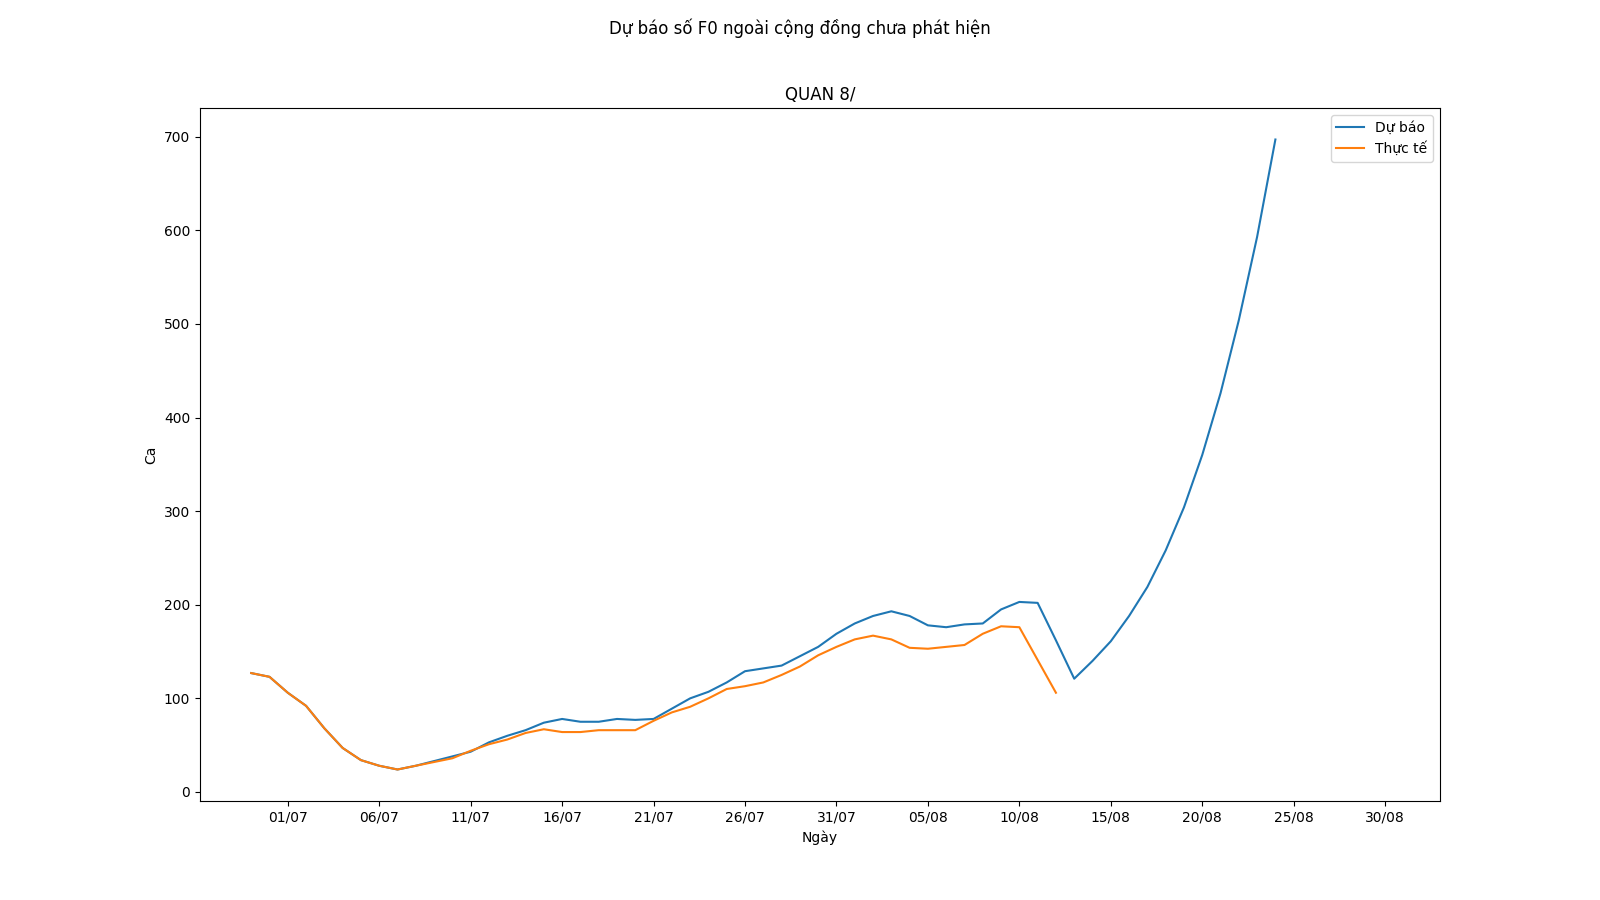 Dự báo số F0 ngoài cộng đồng chưa phát hiện
QUAN 8/
Dự báo
Thực tế
Ca
700
600
500
400
300
200
100
0
01/07 06/07 11/07 16/07 21/07 26/07 31/07 05/08 10/08 15/08 20/08 25/08 30/08
Ngày